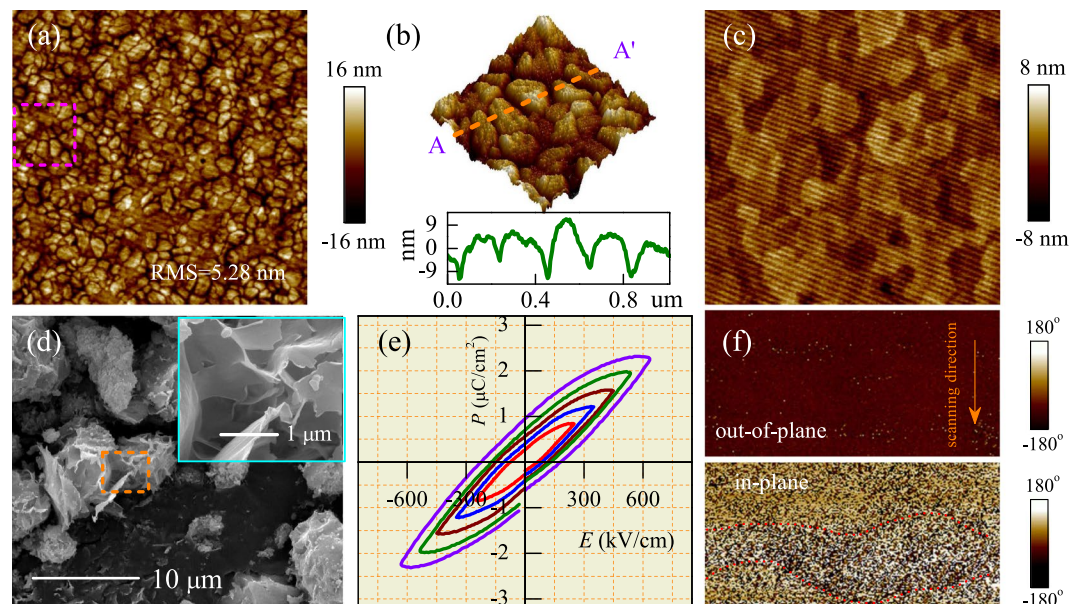 (a)
RMS=5.28 nm
16 nm
-16 nm
(b)
A
A'
nm
9
0
-9
0.0
0.4
0.8
um
(c)
8 nm
-8 nm
(d)
1 μm
10 μm
(e)
P (μC/cm²)
3
2
1
-1
-2
-3
-600
-300
300
600
E (kV/cm)
(f)
out-of-plane
scanning direction
180°
-180°
in-plane
180°
-180°